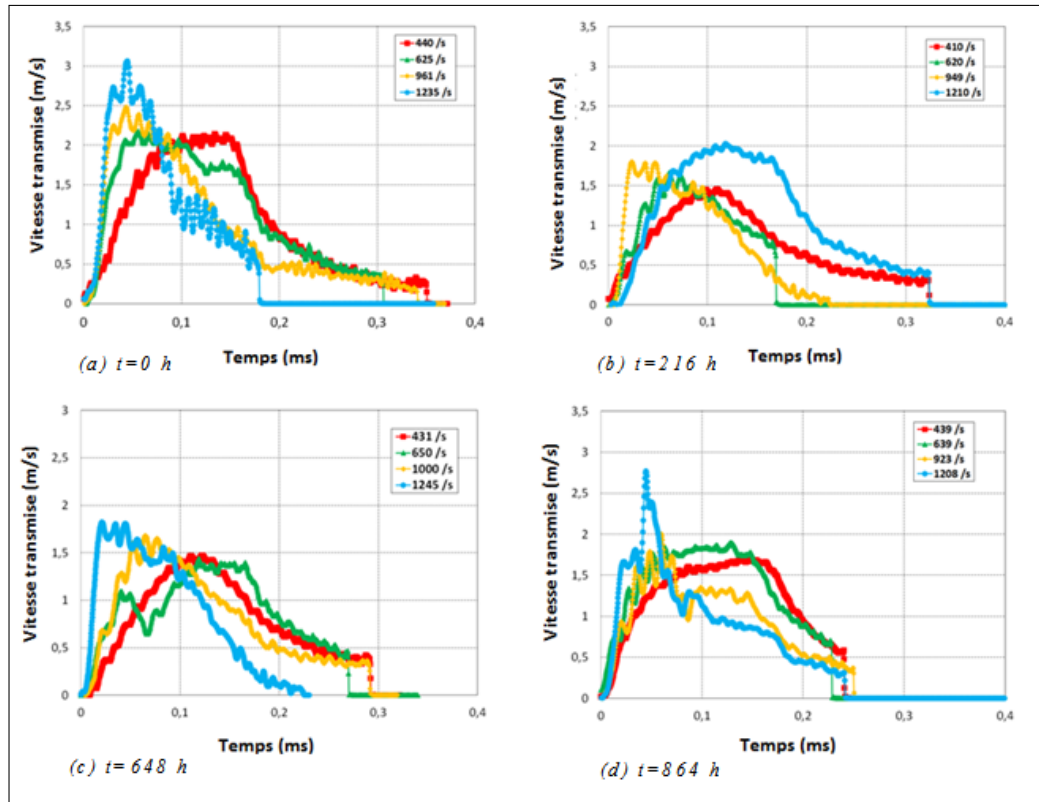 Vitesse transmise (m/s)
3,5
3
2,5
2
1,5
1
0,5
0
440 /s
625 /s
961 /s
1235 /s
0 0,1 0,2 0,3 0,4
Temps (ms)
(a) t=0 h
Vitesse transmise (m/s)
3,5
3
2,5
2
1,5
1
0,5
0
410 /s
620 /s
949 /s
1210 /s
0 0,1 0,2 0,3 0,4
Temps (ms)
(b) t=216 h
Vitesse transmise (m/s)
3
2,5
2
1,5
1
0,5
0
431 /s
650 /s
1000 /s
1245 /s
0 0,1 0,2 0,3 0,4
Temps (ms)
(c) t=648 h
Vitesse transmise (m/s)
3,5
3
2,5
2
1,5
1
0,5
0
439 /s
639 /s
923 /s
1208 /s
0 0,1 0,2 0,3 0,4
Temps (ms)
(d) t=864 h